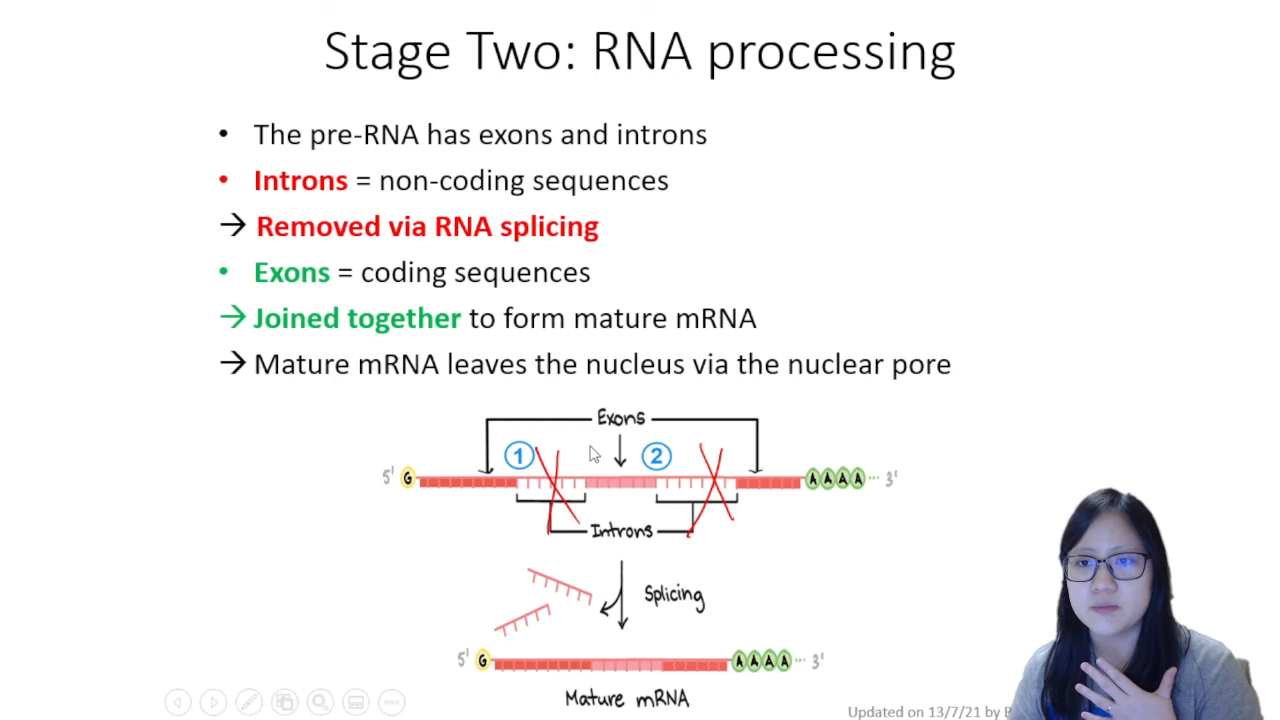 Stage Two: RNA processing
• The pre-RNA has exons and introns
• Introns = non-coding sequences
→ Removed via RNA splicing
• Exons = coding sequences
→ Joined together to form mature mRNA
→ Mature mRNA leaves the nucleus via the nuclear pore
Exons
1 2
5' G A A A A ... 3'
Introns
Splicing
5' G A A A A ... 3'
Mature mRNA
Updated on 13/7/21 by